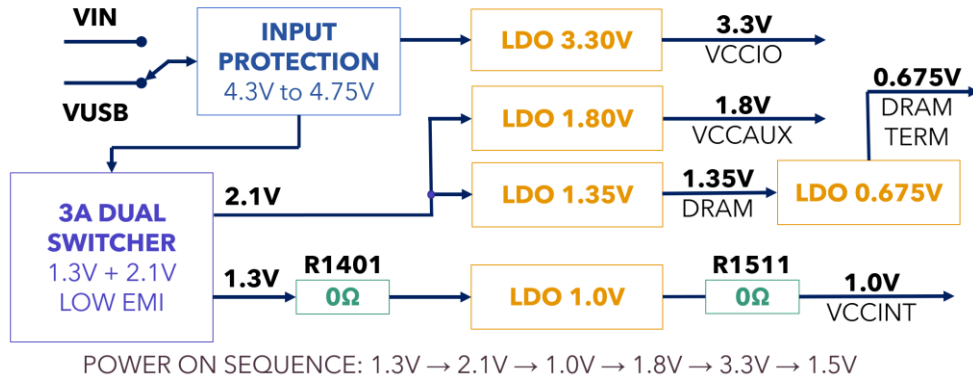 VIN
VUSB
INPUT
PROTECTION
4.3V to 4.75V
LDO 3.30V
3.3V
VCCIO
0.675V
DRAM
TERM
LDO 1.80V
1.8V
VCCAUX
3A DUAL
SWITCHER
1.3V + 2.1V
LOW EMI
2.1V
LDO 1.35V
1.35V
DRAM
LDO 0.675V
1.3V
R1401
0Ω
LDO 1.0V
R1511
0Ω
1.0V
VCCINT
POWER ON SEQUENCE: 1.3V → 2.1V → 1.0V → 1.8V → 3.3V → 1.5V